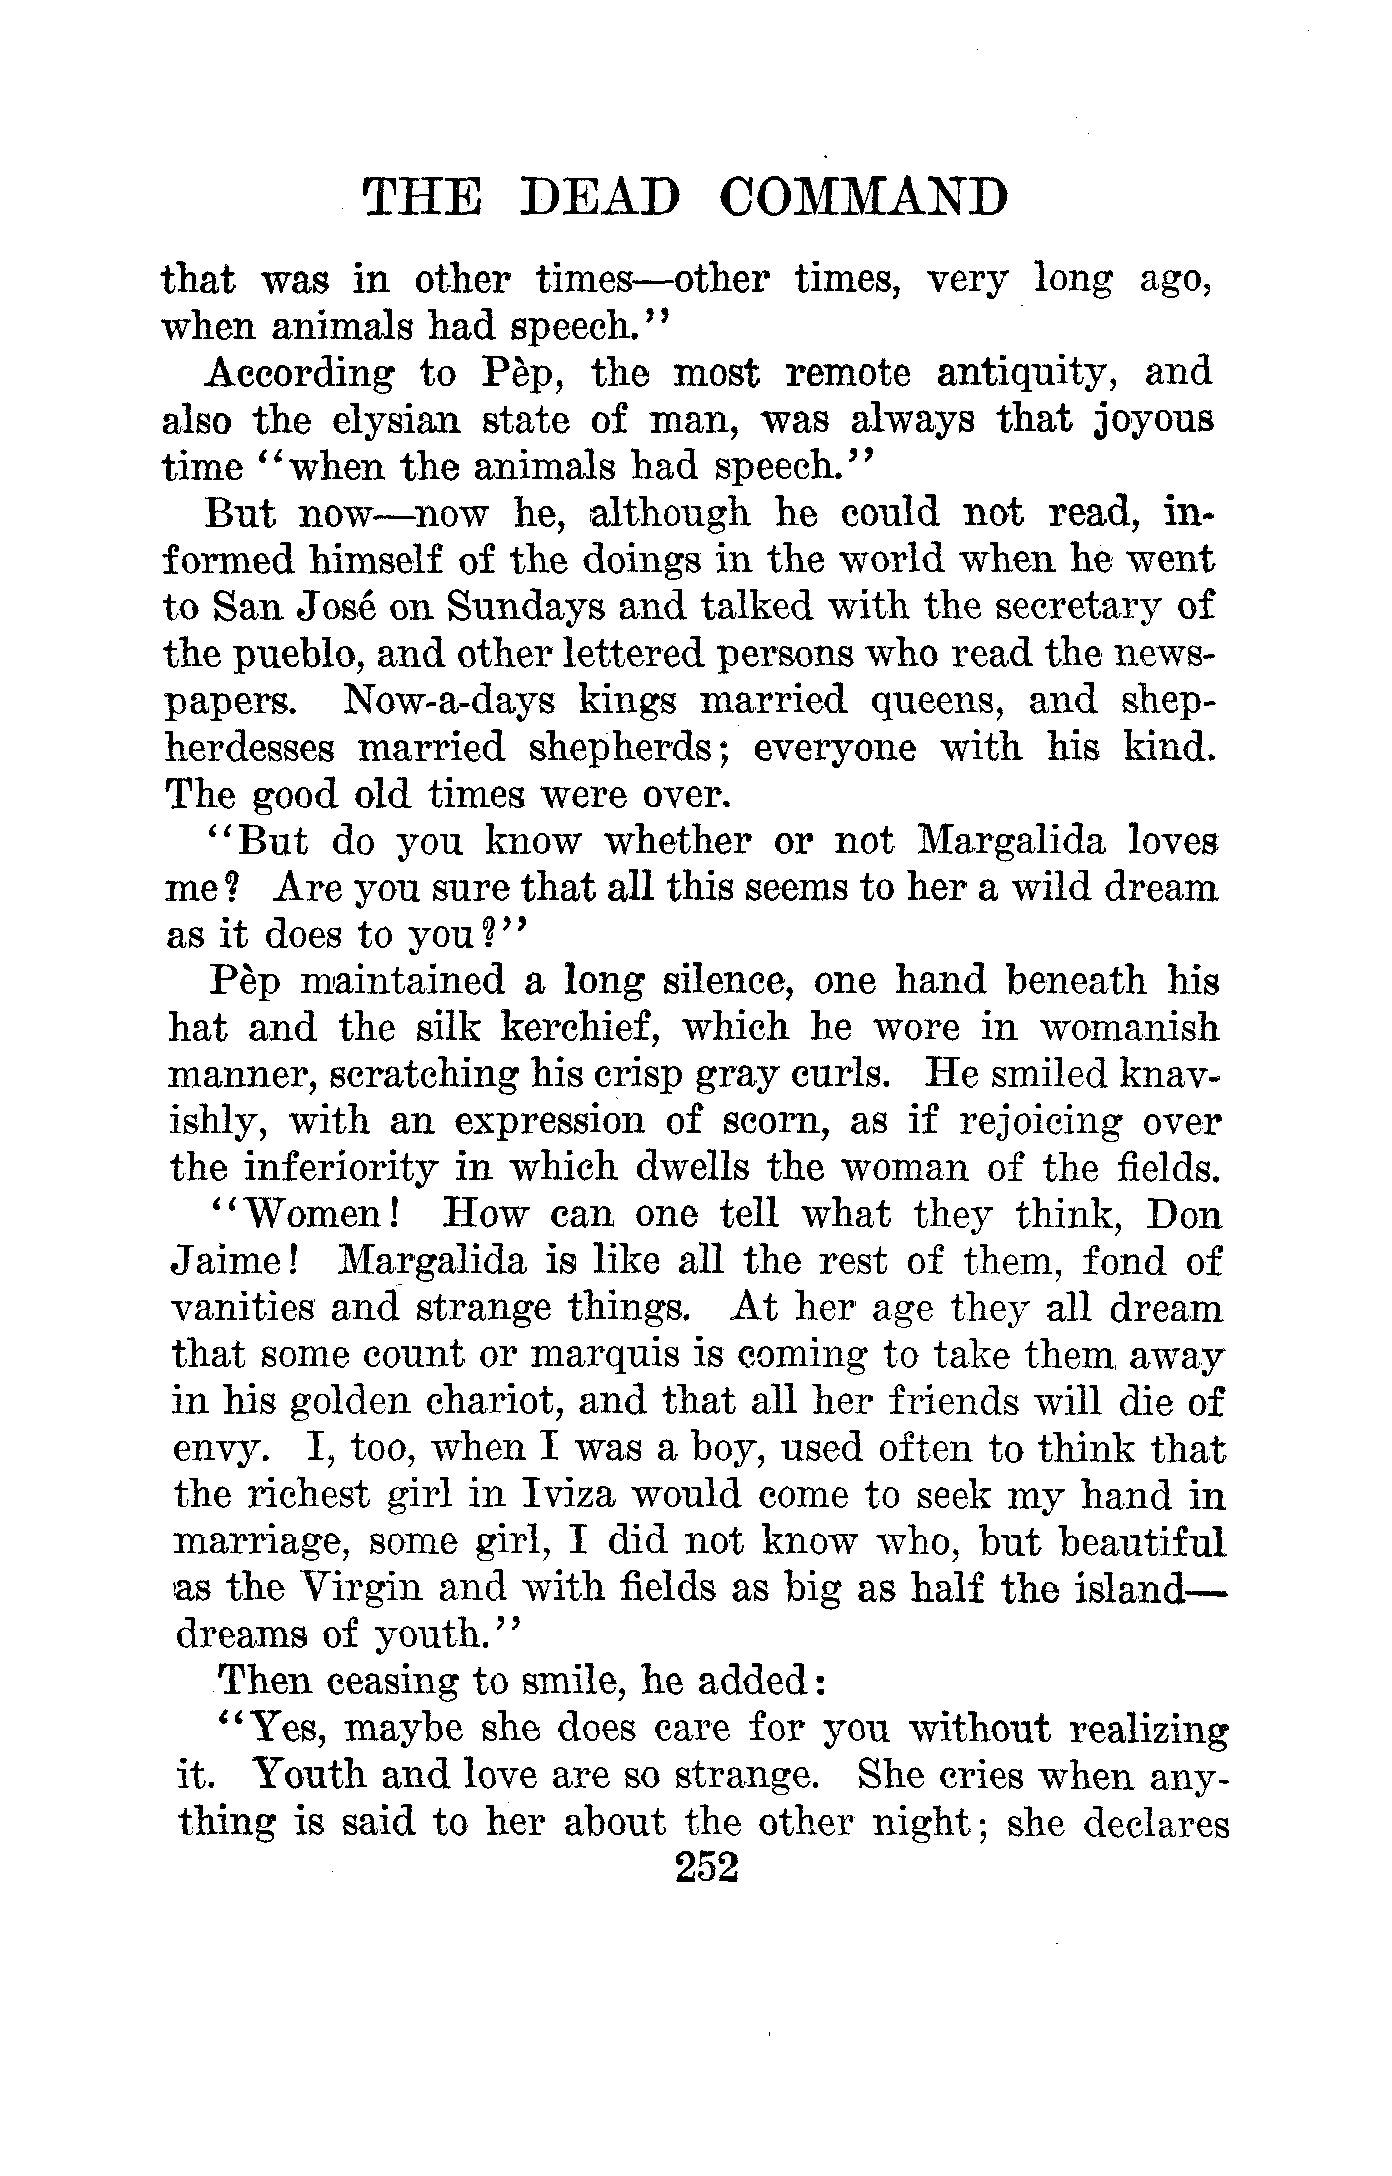 THE DEAD COMMAND
that was in other times—other times, very long ago,
when animals had speech."
According to Pèp, the most remote antiquity, and
also the elysian state of man, was always that joyous
time "when the animals had speech."
But now—now he, although he could not read, in-
formed himself of the doings in the world when he went
to San José on Sundays and talked with the secretary of
the pueblo, and other lettered persons who read the news-
papers. Now-a-days kings married queens, and shep-
herdesses married shepherds; everyone with his kind.
The good old times were over.
"But do you know whether or not Margalida loves
me? Are you sure that all this seems to her a wild dream
as it does to you?"
Pèp maintained a long silence, one hand beneath his
hat and the silk kerchief, which he wore in womanish
manner, scratching his crisp gray curls. He smiled knav-
ishly, with an expression of scorn, as if rejoicing over
the inferiority in which dwells the woman of the fields.
"Women! How can one tell what they think, Don
Jaime! Margalida is like all the rest of them, fond of
vanities and strange things. At her age they all dream
that some count or marquis is coming to take them away
in his golden chariot, and that all her friends will die of
envy. I, too, when I was a boy, used often to think that
the richest girl in Iviza would come to seek my hand in
marriage, some girl, I did not know who, but beautiful
as the Virgin and with fields as big as half the island—
dreams of youth."
Then ceasing to smile, he added:
"Yes, maybe she does care for you without realizing
it. Youth and love are so strange. She cries when any-
thing is said to her about the other night; she declares
252